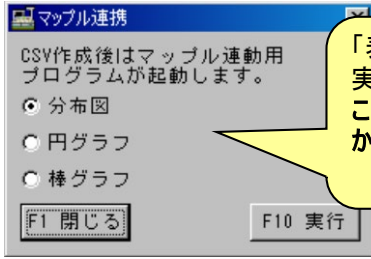 マップル連携
CSV作成後はマップル連動用
プログラムが起動します。
分布図
円グラフ
棒グラフ
F1 閉じる
F10 実行
「
実
こ
か